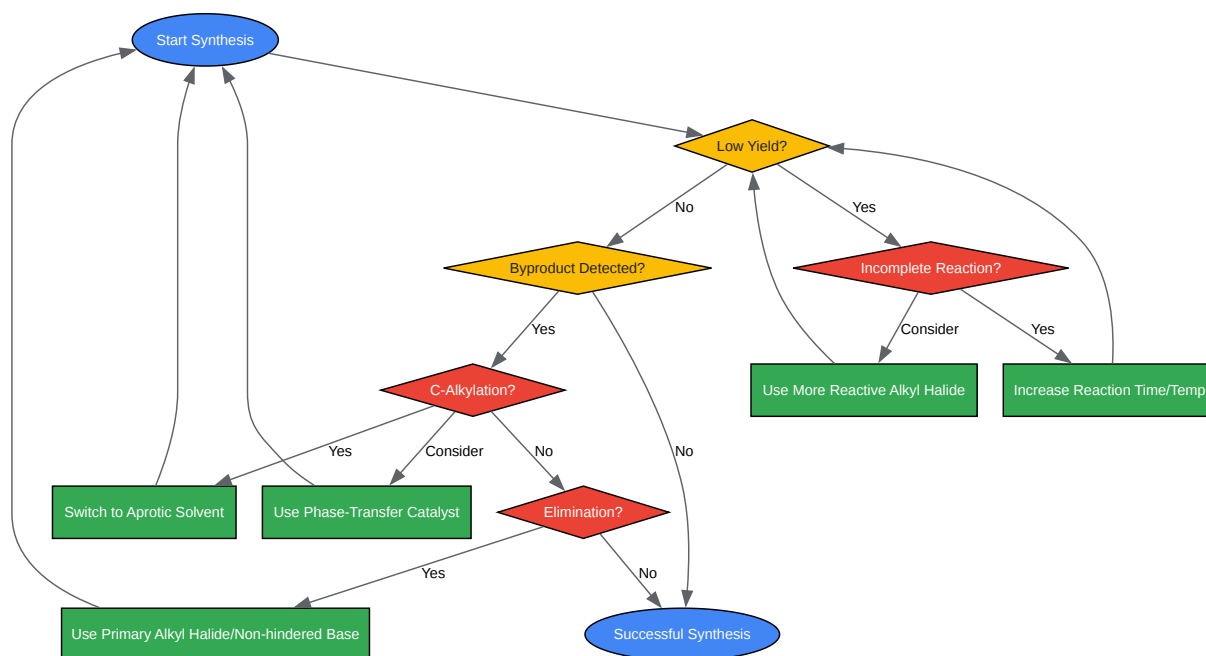 Start Synthesis
Low Yield?
No
Yes
Byproduct Detected?
Incomplete Reaction?
Yes
Consider
Yes
C-Alkylation?
Use More Reactive Alkyl Halide
Increase Reaction Time/Temp
Yes
Consider
No
No
Switch to Aprotic Solvent
Use Phase-Transfer Catalyst
Elimination?
Yes
No
Use Primary Alkyl Halide/Non-hindered Base
Successful Synthesis